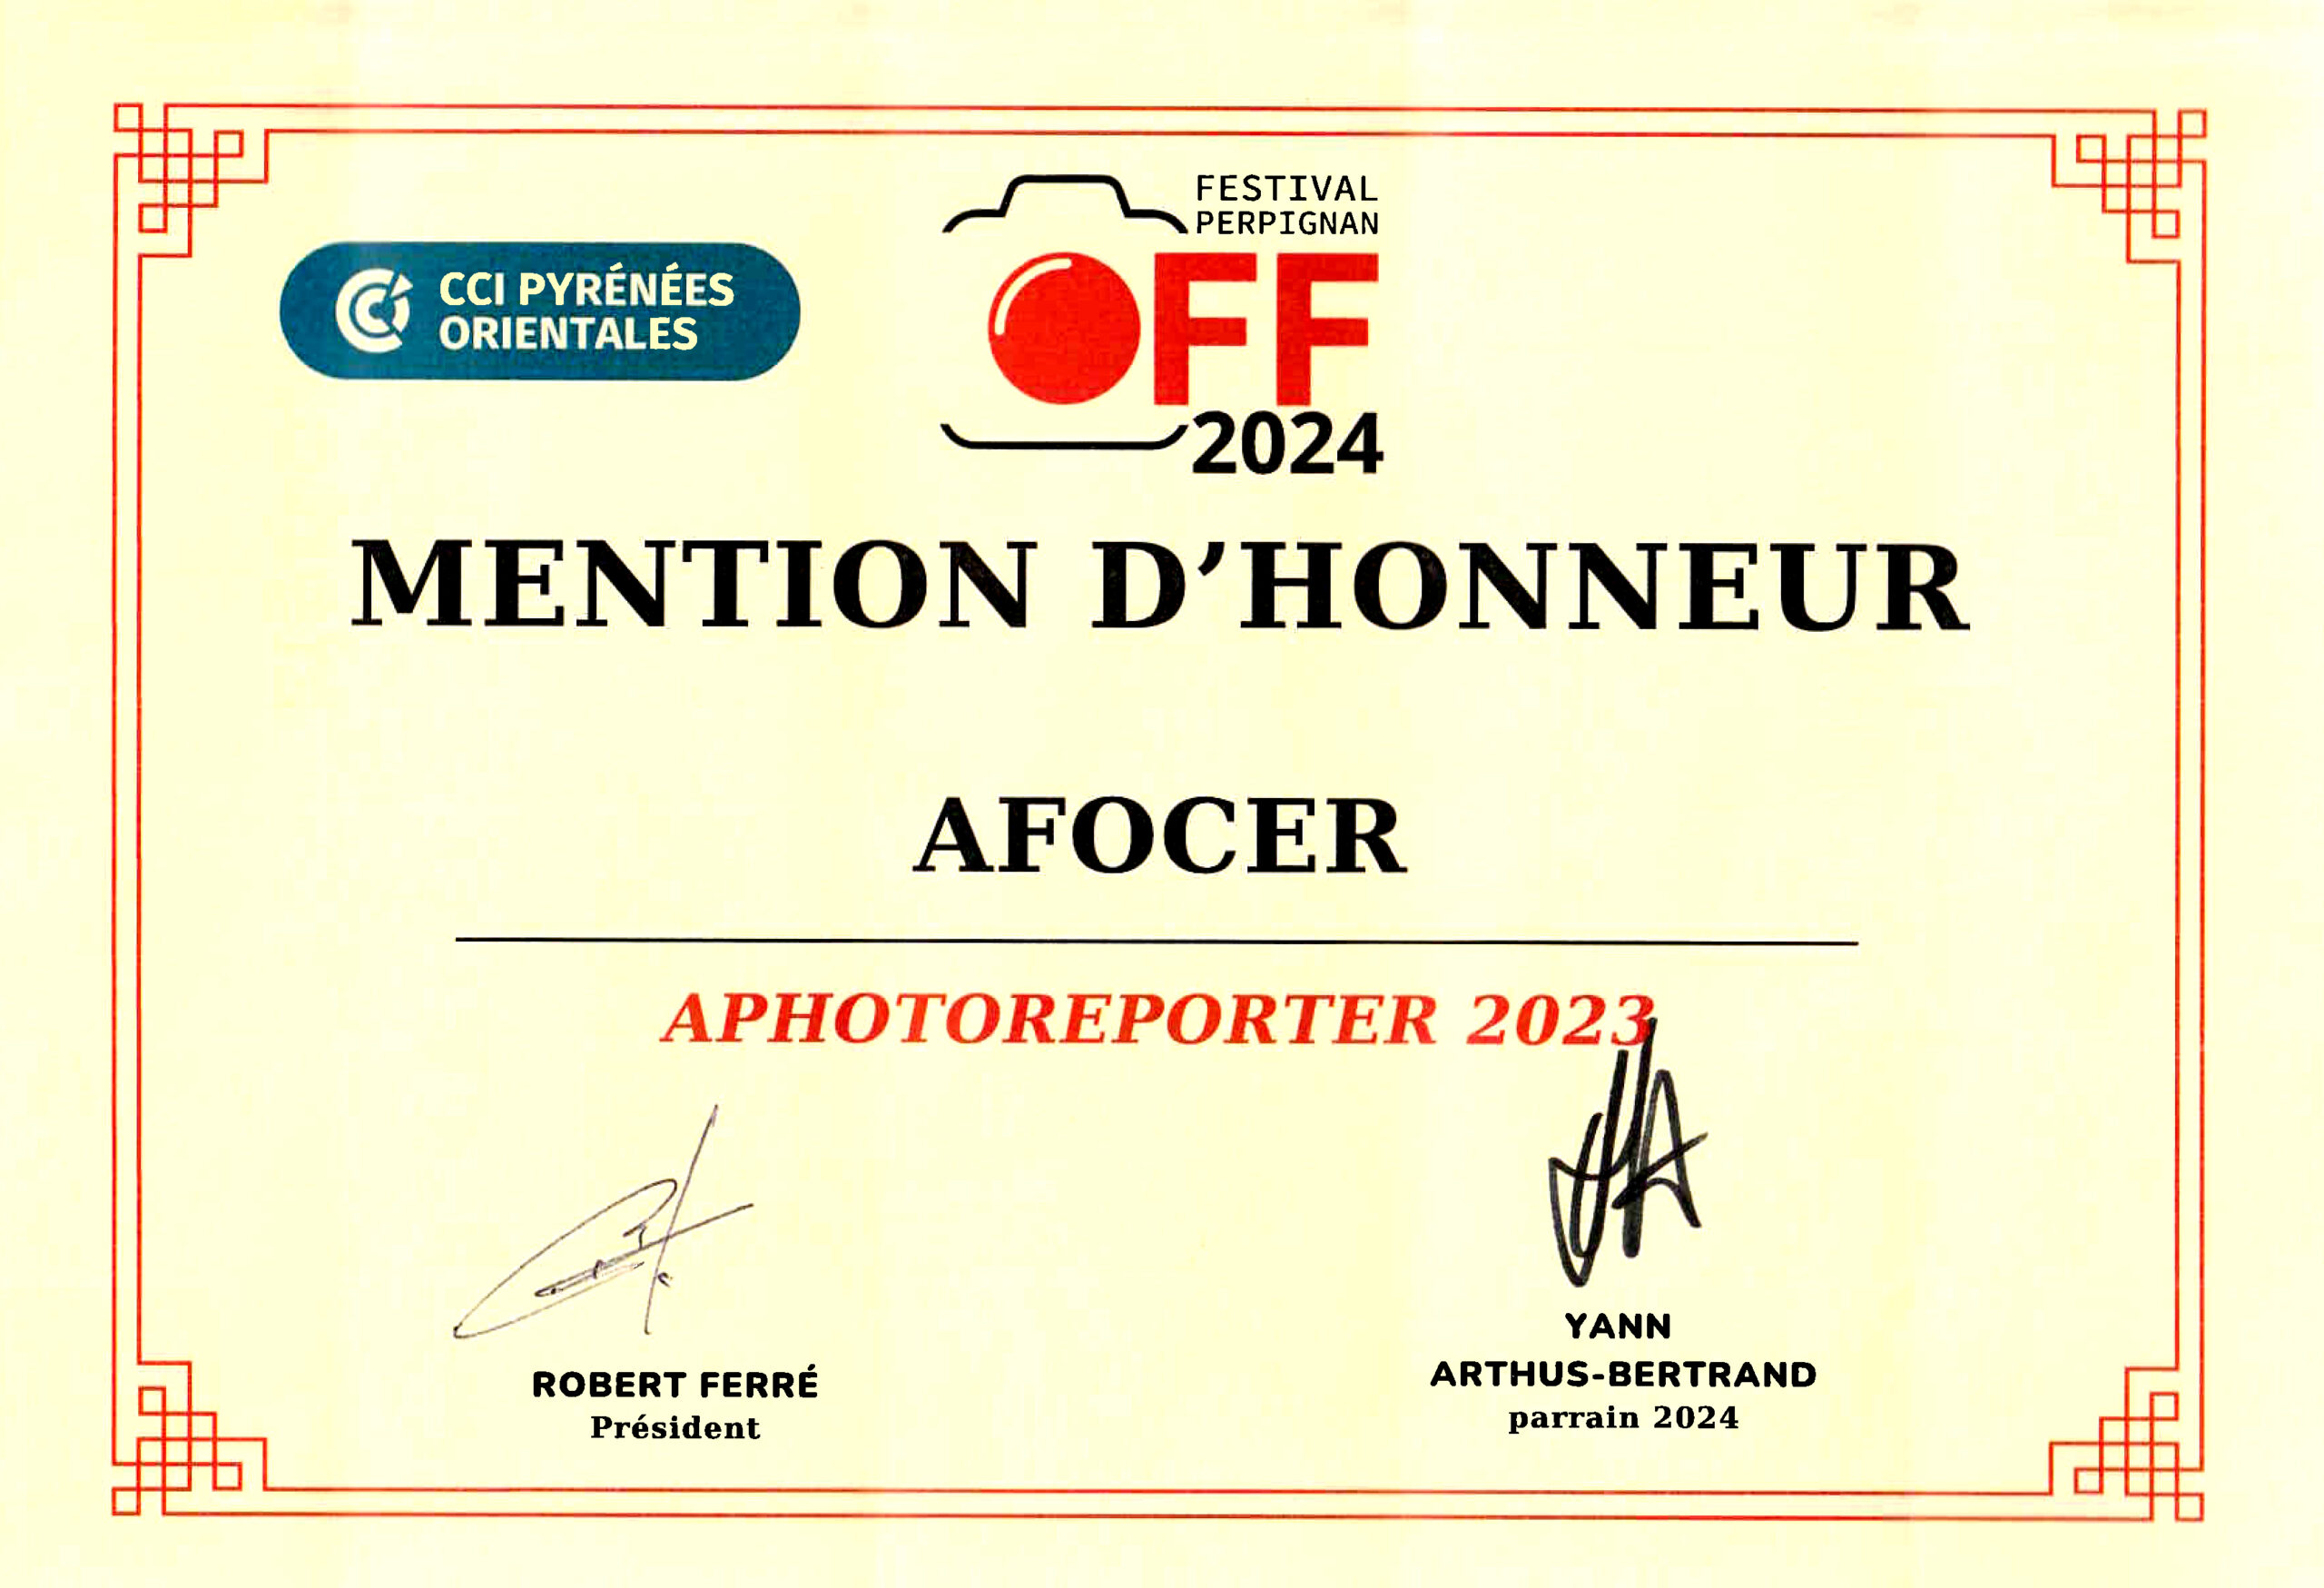 CCI PYRÉNÉES
ORIENTALES
FESTIVAL
PERPIGNAN
OFF
2024
MENTION D’HONNEUR
AFOCER
APHOTOREPORTER 2023
ROBERT FERRÉ
Président
YANN
ARTHUS-BERTRAND
parrain 2024